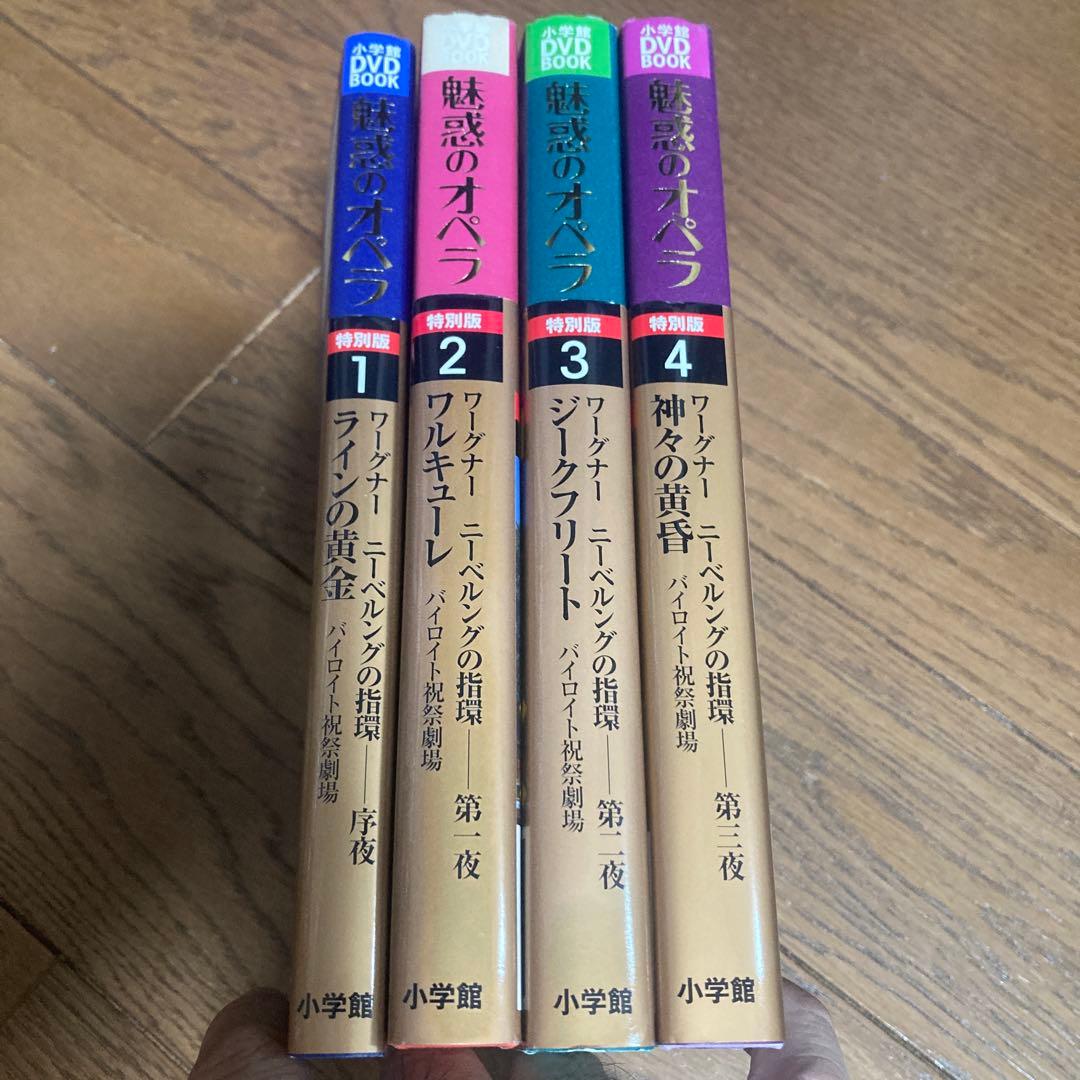 小学館
DVD
BOOK
魅惑のオペラ
特別版
1
ワーグナー ニーベルングの指環――序夜
ラインの黄金 バイロイト祝祭劇場
小学館
小学館
DVD
BOOK
魅惑のオペラ
特別版
2
ワーグナー ニーベルングの指環――第一夜
ワルキューレ バイロイト祝祭劇場
小学館
小学館
DVD
BOOK
魅惑のオペラ
特別版
3
ワーグナー ニーベルングの指環――第二夜
ジークフリート バイロイト祝祭劇場
小学館
小学館
DVD
BOOK
魅惑のオペラ
特別版
4
ワーグナー ニーベルングの指環――第三夜
神々の黄昏 バイロイト祝祭劇場
小学館